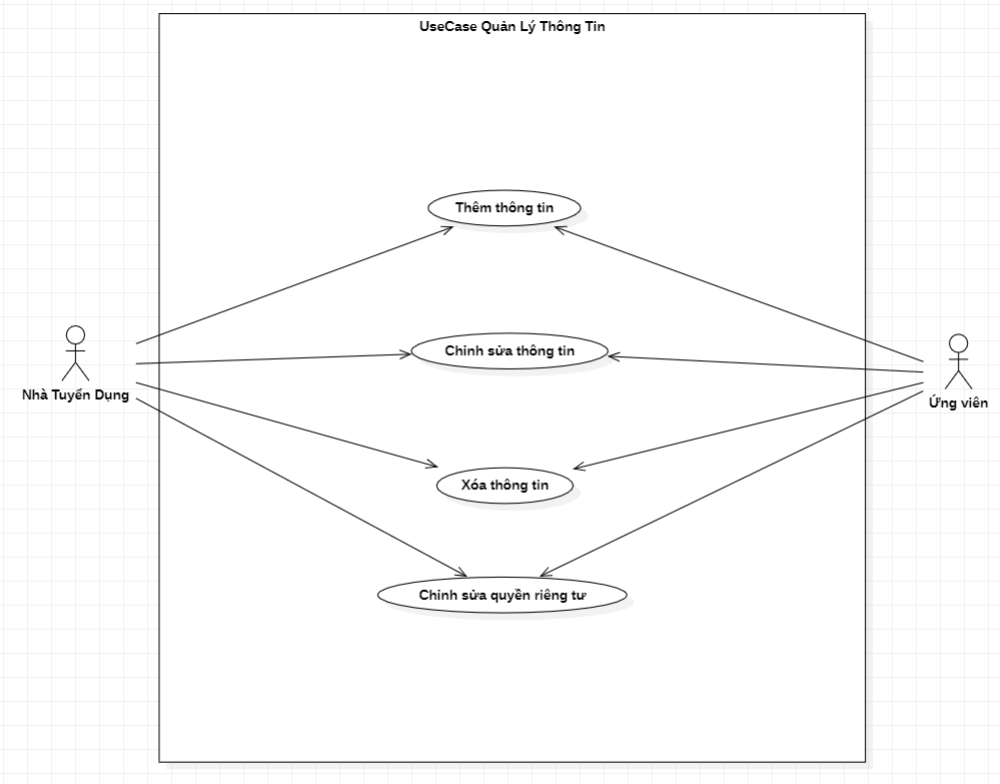 UseCase Quản Lý Thông Tin
Thêm thông tin
Chỉnh sửa thông tin
Nhà Tuyển Dụng
Ứng viên
Xóa thông tin
Chỉnh sửa quyền riêng tư